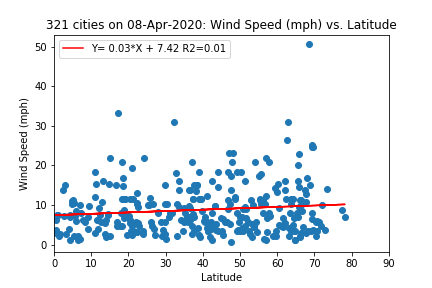 321 cities on 08-Apr-2020: Wind Speed (mph) vs. Latitude
Y= 0.03*X + 7.42 R2=0.01
Wind Speed (mph)
50
40
30
20
10
0
0 10 20 30 40 50 60 70 80 90
Latitude